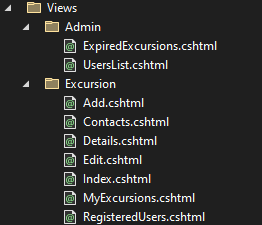 Views
Admin
ExpiredExcursions.cshtml
UsersList.cshtml
Excursion
Add.cshtml
Contacts.cshtml
Details.cshtml
Edit.cshtml
Index.cshtml
MyExcursions.cshtml
RegisteredUsers.cshtml